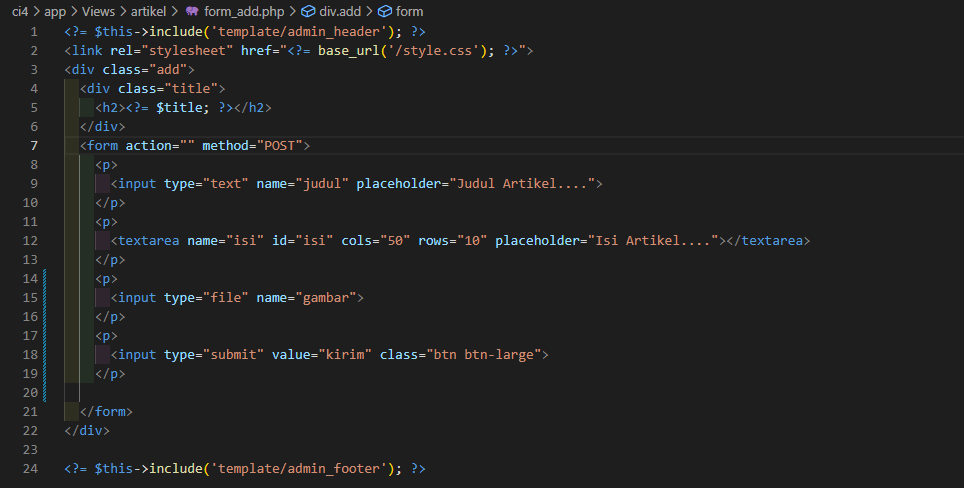 ci4 > app > Views > artikel > form_add.php > div.add > form
1 <?= $this->include('template/admin_header'); ?>
2 <link rel="stylesheet" href="<?= base_url('/style.css'); ?>">
3 <div class="add">
4 <div class="title">
5 <h2><?= $title; ?></h2>
6 </div>
7 <form action="" method="POST">
8 <p>
9 <input type="text" name="judul" placeholder="Judul Artikel....">
10 </p>
11 <p>
12 <textarea name="isi" id="isi" cols="50" rows="10" placeholder="Isi Artikel...."></textarea>
13 </p>
14 <p>
15 <input type="file" name="gambar">
16 </p>
17 <p>
18 <input type="submit" value="kirim" class="btn btn-large">
19 </p>
20
21 </form>
22 </div>
23
24 <?= $this->include('template/admin_footer'); ?>